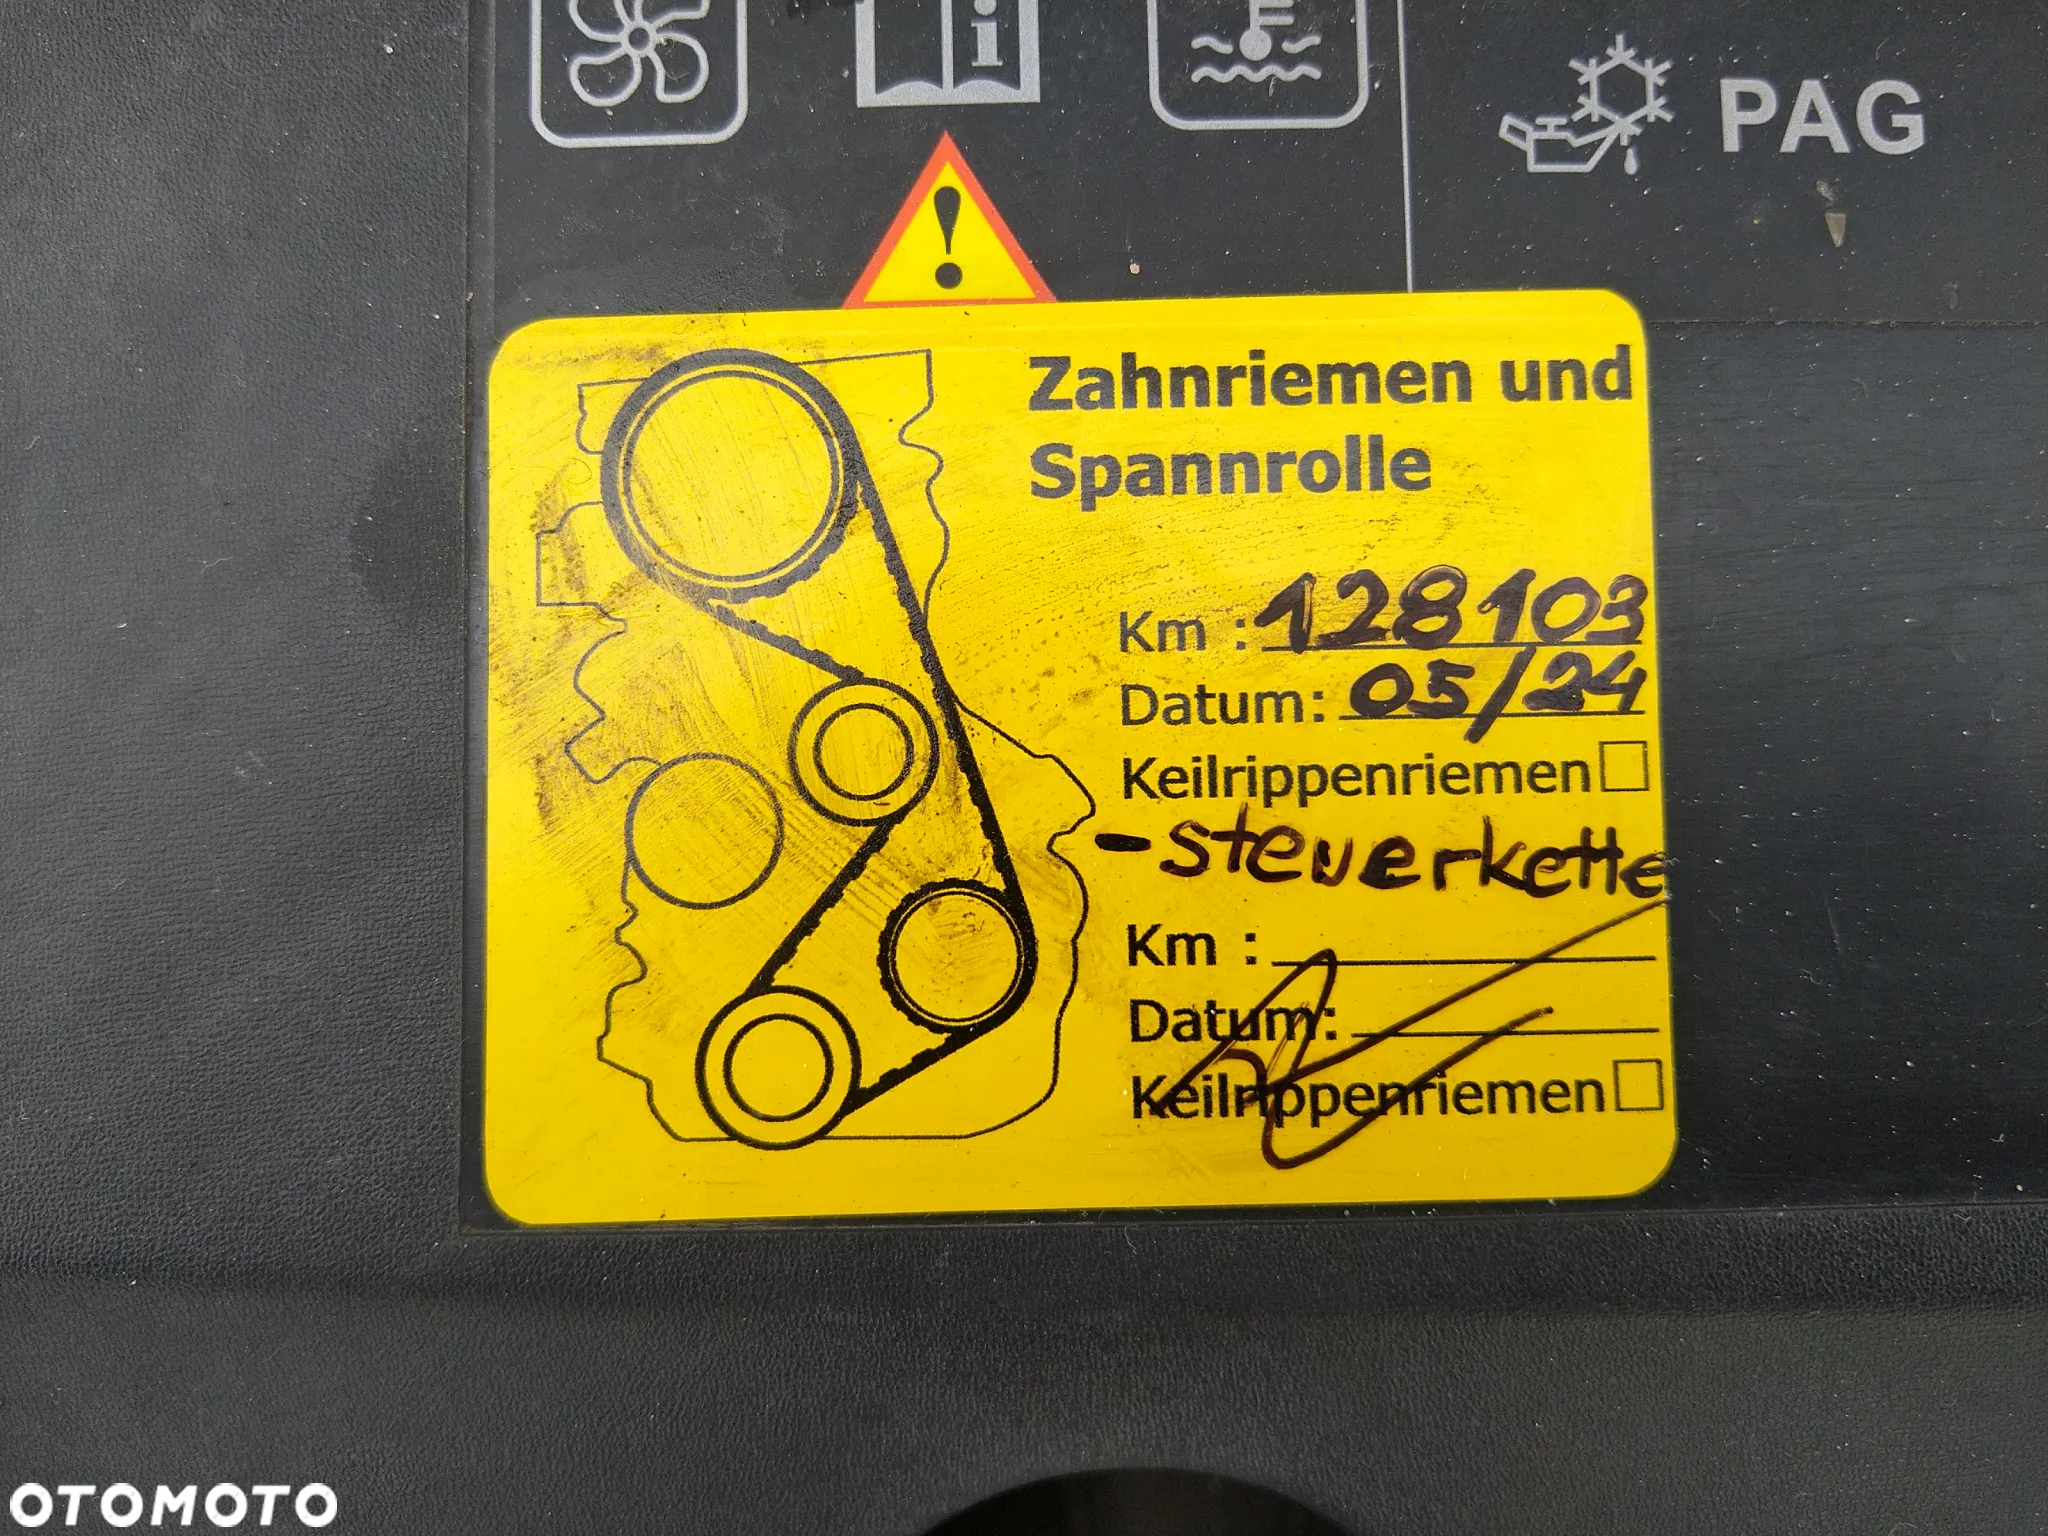 PAG
Zahnriemen und
Spannrolle
Km : 128103
Datum: 05/24
Keilrippenriemen
-steuerkette
Km :
Datum:
Keilrippenriemen
OTOMOTO